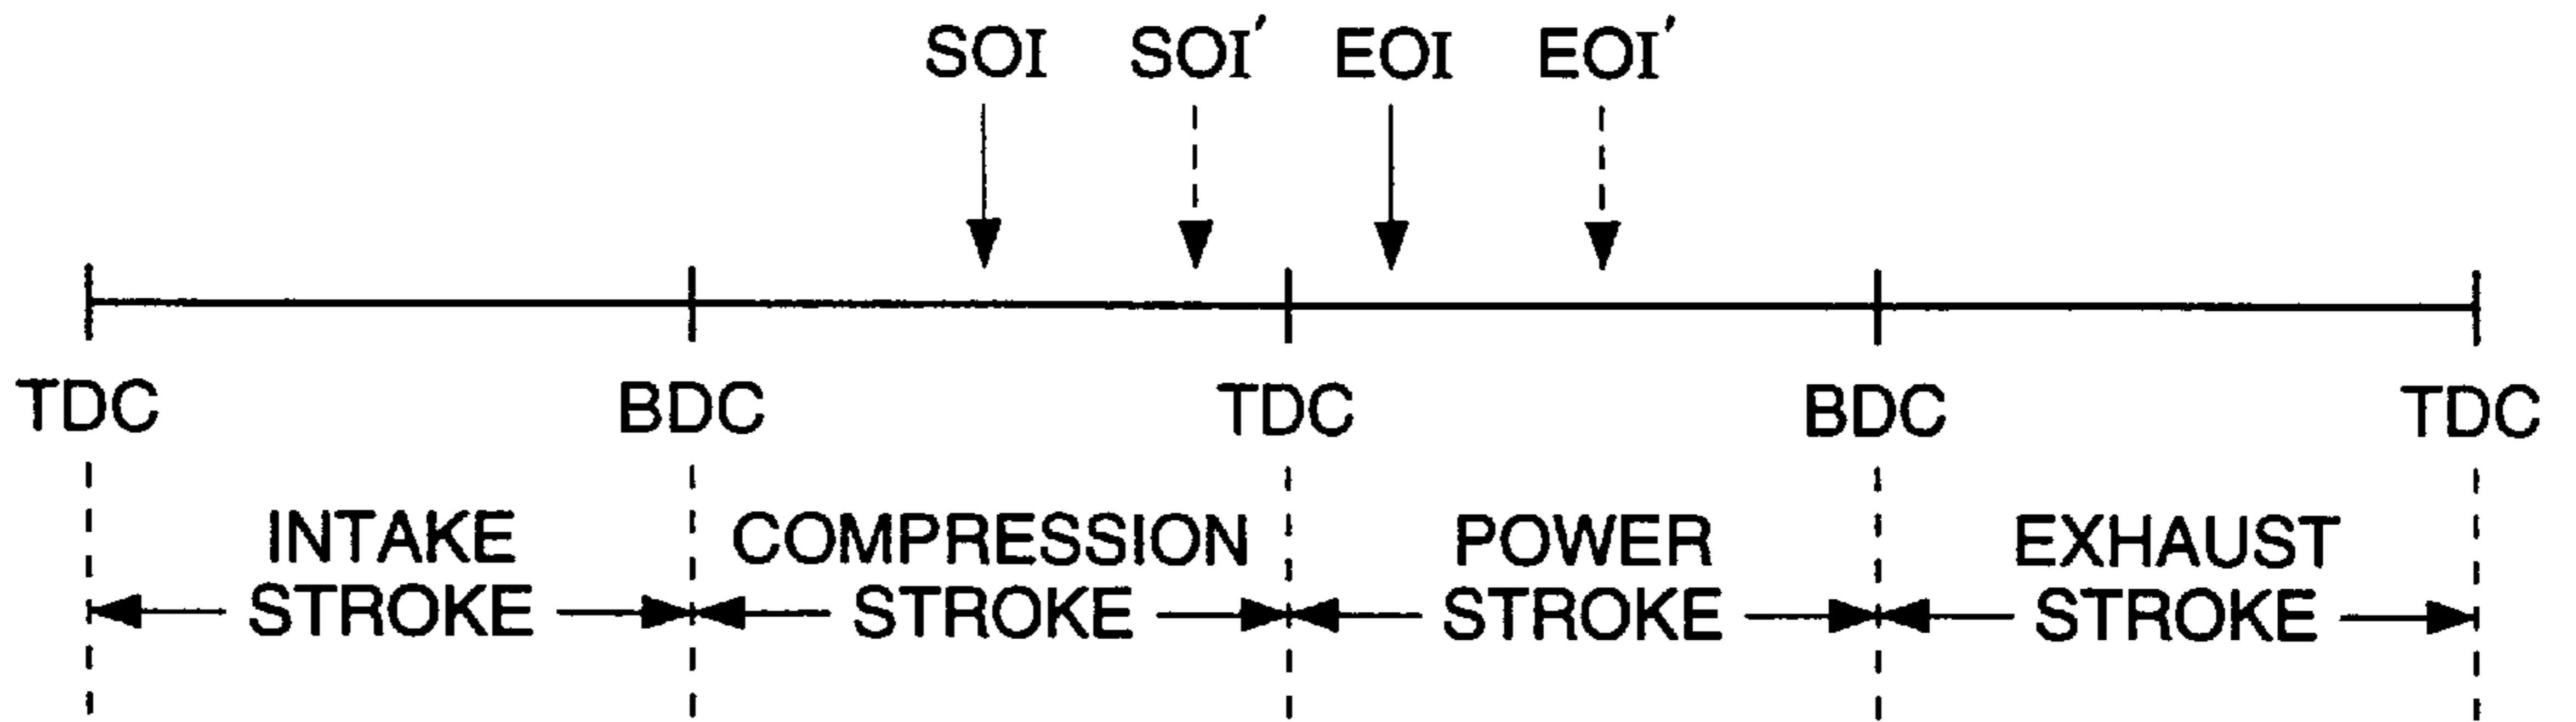 SOI SOI' EOI EOI'
TDC BDC TDC BDC TDC
INTAKE COMPRESSION POWER EXHAUST
STROKE STROKE STROKE STROKE